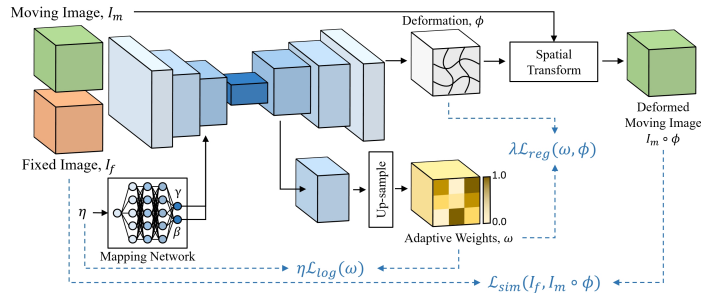 Moving Image, I_m
Deformation, ϕ
Spatial
Transform
Deformed
Moving Image
I_m ∘ ϕ
Fixed Image, I_f
λℒ_reg(ω, ϕ)
η
γ
β
Mapping Network
Up-sample
1.0
0.0
Adaptive Weights, ω
ηℒ_log(ω)
ℒ_sim(I_f, I_m ∘ ϕ)